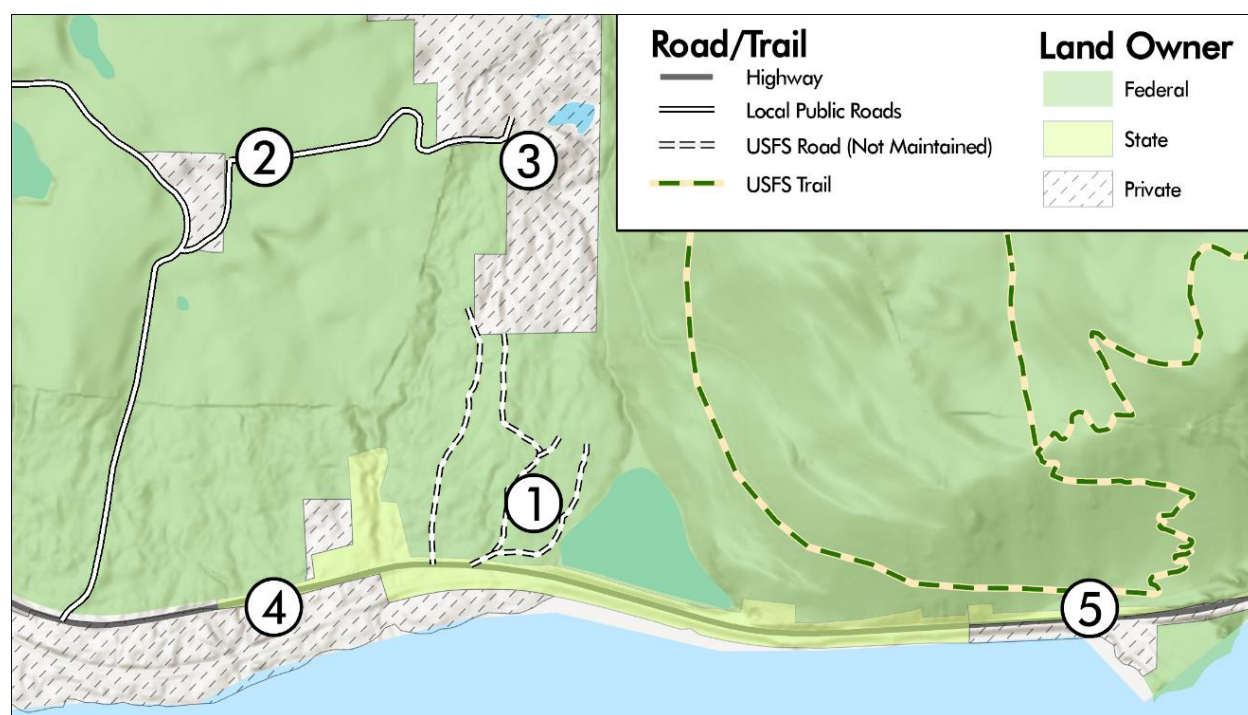 Road/Trail
Highway
Local Public Roads
USFS Road (Not Maintained)
USFS Trail
Land Owner
Federal
State
Private
2
3
1
4
5